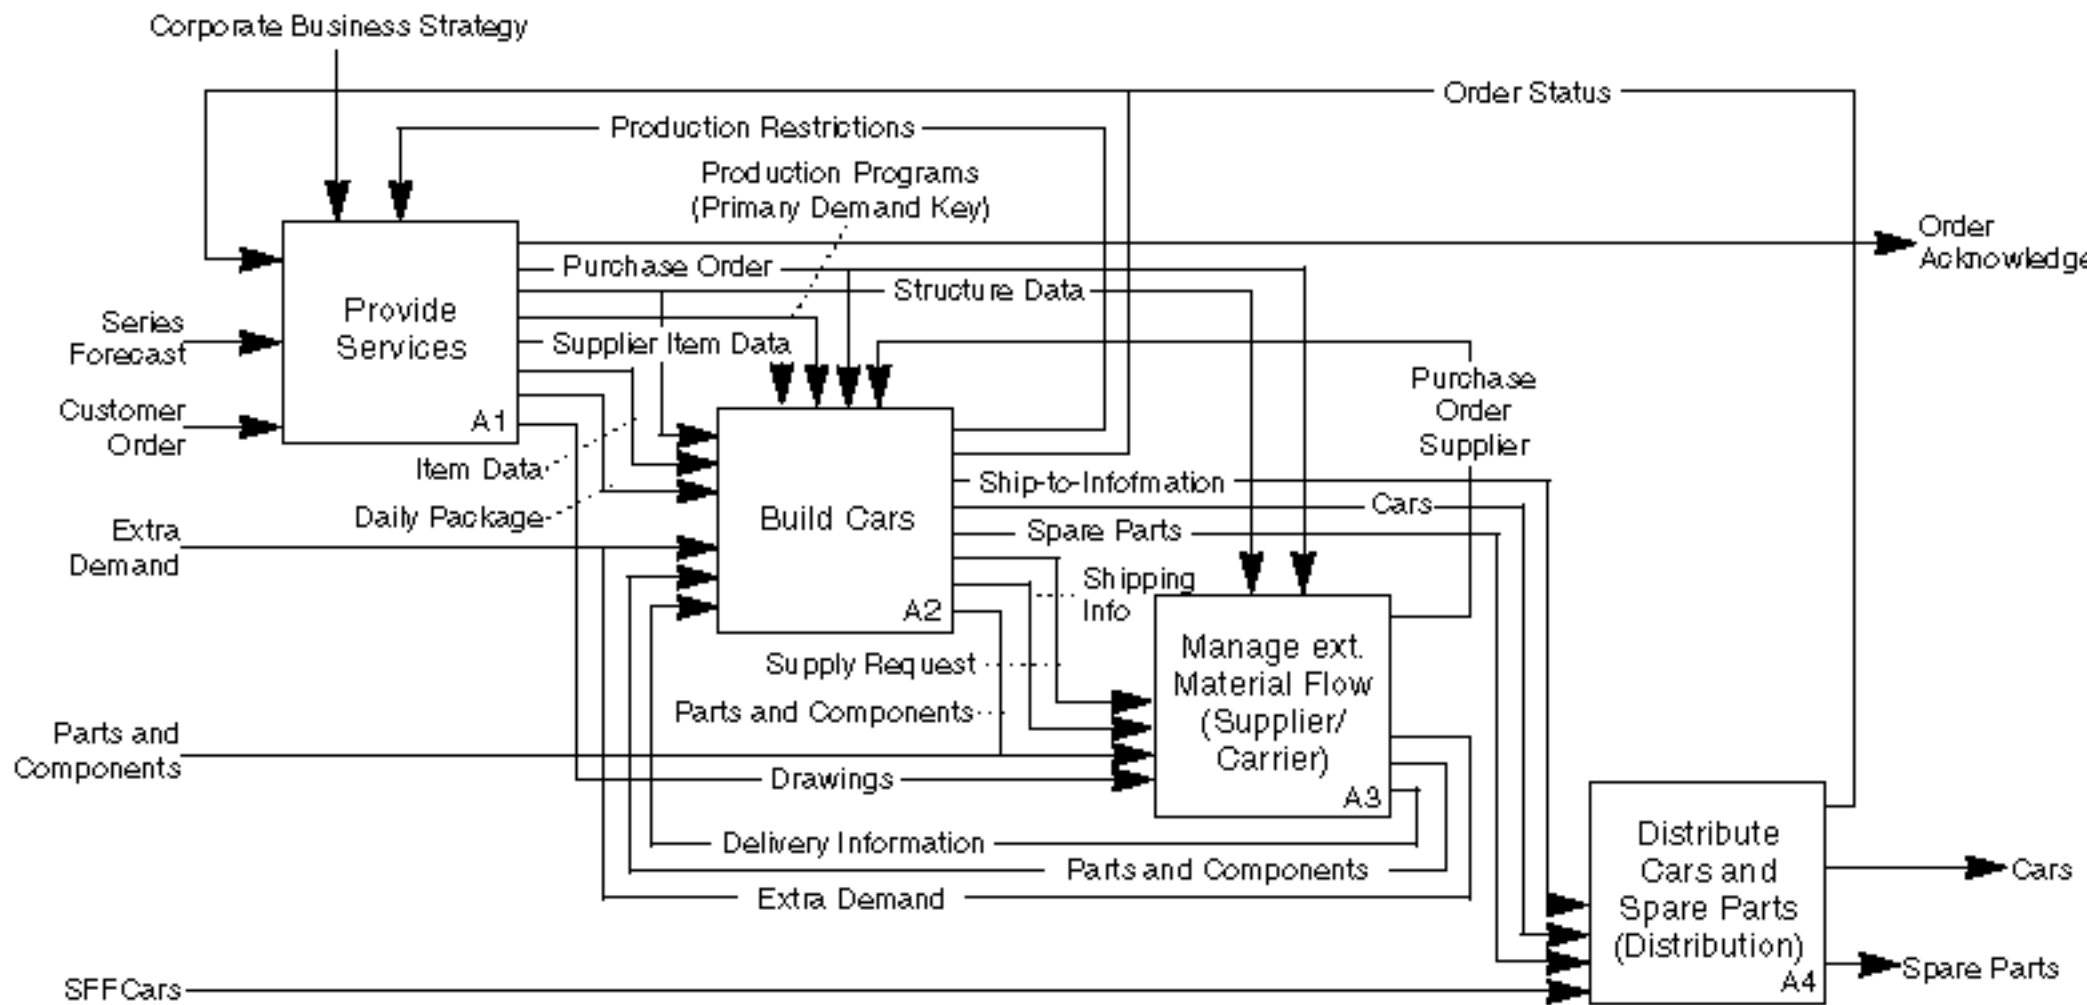 Corporate Business Strategy
Order Status
Production Restrictions
Production Programs
(Primary Demand Key)
Order
Acknowledge
Purchase Order
Structure Data
Provide
Services
A1
Series
Forecast
Supplier Item Data
Purchase
Order
Supplier
Customer
Order
Item Data
Daily Package
Ship-to-Infofmation
Cars
Build Cars
A2
Spare Parts
Extra
Demand
Shipping
Info
Supply Request
Parts and Components
Manage ext.
Material Flow
(Supplier/
Carrier)
A3
Parts and
Components
Drawings
Delivery Information
Parts and Components
Extra Demand
Distribute
Cars and
Spare Parts
(Distribution)
A4
Cars
Spare Parts
SFFCars